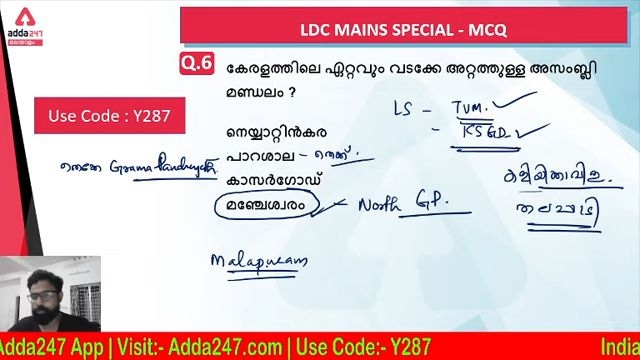 adda247
LDC MAINS SPECIAL - MCQ
Q.6
കേരളത്തിലെ ഏറ്റവും വടക്കേ അറ്റത്തുള്ള അസംബ്ലി
മണ്ഡലം ?
Use Code : Y287
LS - TVM.
- KSGD.
നെയ്യാറ്റിൻകര
പാറശാല - തെക്ക്
തെക്കേ Grama Panchayath
കാസർഗോഡ്
കളിയിക്കാവിള
മഞ്ചേശ്വരം - North GP.
തലപ്പാടി
Malapuram
Adda247 App | Visit:- Adda247.com | Use Code:- Y287
India